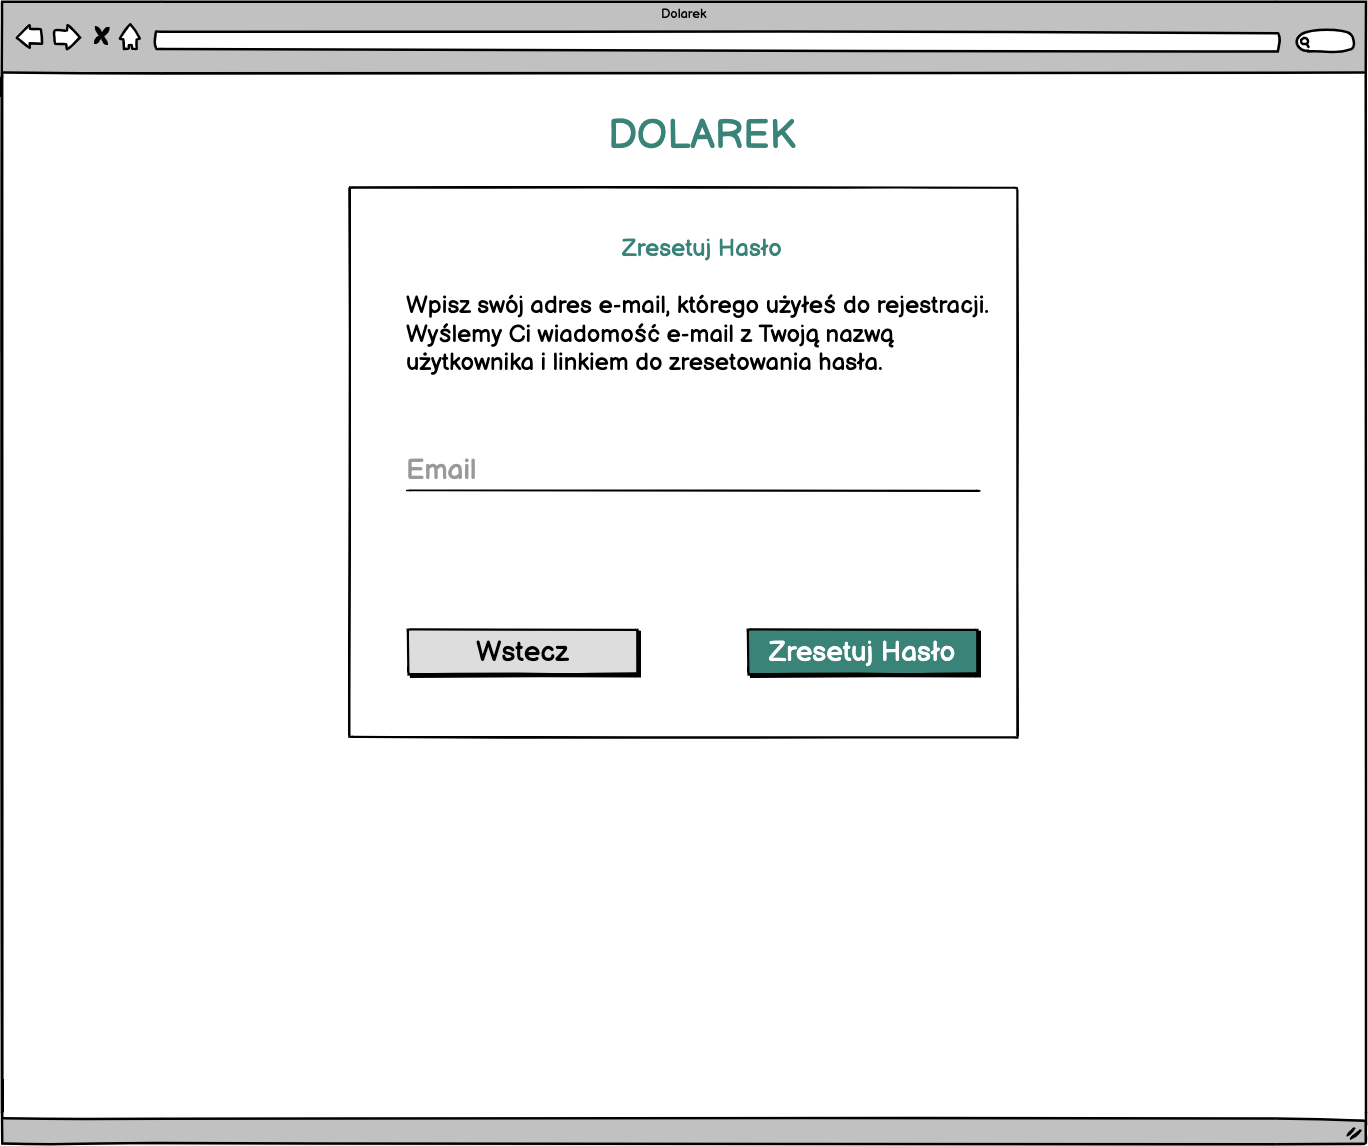 Dolarek
DOLAREK
Zresetuj Hasło
Wpisz swój adres e-mail, którego użyłeś do rejestracji.
Wyślemy Ci wiadomość e-mail z Twoją nazwą
użytkownika i linkiem do zresetowania hasła.
Email
Wstecz
Zresetuj Hasło